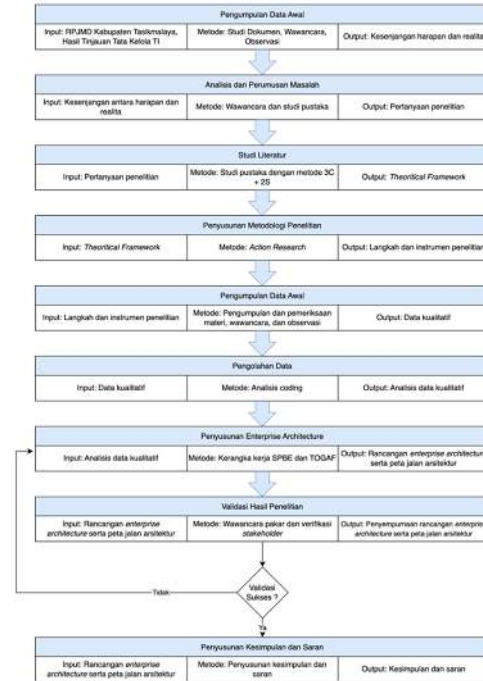 Pengumpulan Data Awal
Input: RPJMD Kabupaten Tasikmalaya,
Hasil Tinjauan Tata Kelola TI
Metode: Studi Dokumen, Wawancara,
Observasi
Output: Kesenjangan harapan dan realita
Analisis dan Perumusan Masalah
Input: Kesenjangan antara harapan dan
realita
Metode: Wawancara dan studi pustaka
Output: Pertanyaan penelitian
Studi Literatur
Input: Pertanyaan penelitian
Metode: Studi pustaka dengan metode 3C
+ 2S
Output: Theoritical Framework
Penyusunan Metodologi Penelitian
Input: Theoritical Framework
Metode: Action Research
Output: Langkah dan instrumen penelitian
Pengumpulan Data Awal
Input: Langkah dan instrumen penelitian
Metode: Pengumpulan dan pemeriksaan
materi, wawancara, dan observasi
Output: Data kualitatif
Pengolahan Data
Input: Data kualitatif
Metode: Analisis coding
Output: Analisis data kualitatif
Penyusunan Enterprise Architecture
Input: Analisis data kualitatif
Metode: Kerangka kerja SPBE dan TOGAF
Output: Rancangan enterprise architecture
serta peta jalan arsitektur
Validasi Hasil Penelitian
Input: Rancangan enterprise
architecture serta peta jalan arsitektur
Metode: Wawancara pakar dan verifikasi
stakeholder
Output: Penyempurnaan rancangan enterprise
architecture serta peta jalan arsitektur
Validasi
Sukses ?
Tidak
Ya
Penyusunan Kesimpulan dan Saran
Input: Rancangan enterprise
architecture serta peta jalan arsitektur
Metode: Penyusunan kesimpulan dan
saran
Output: Kesimpulan dan saran